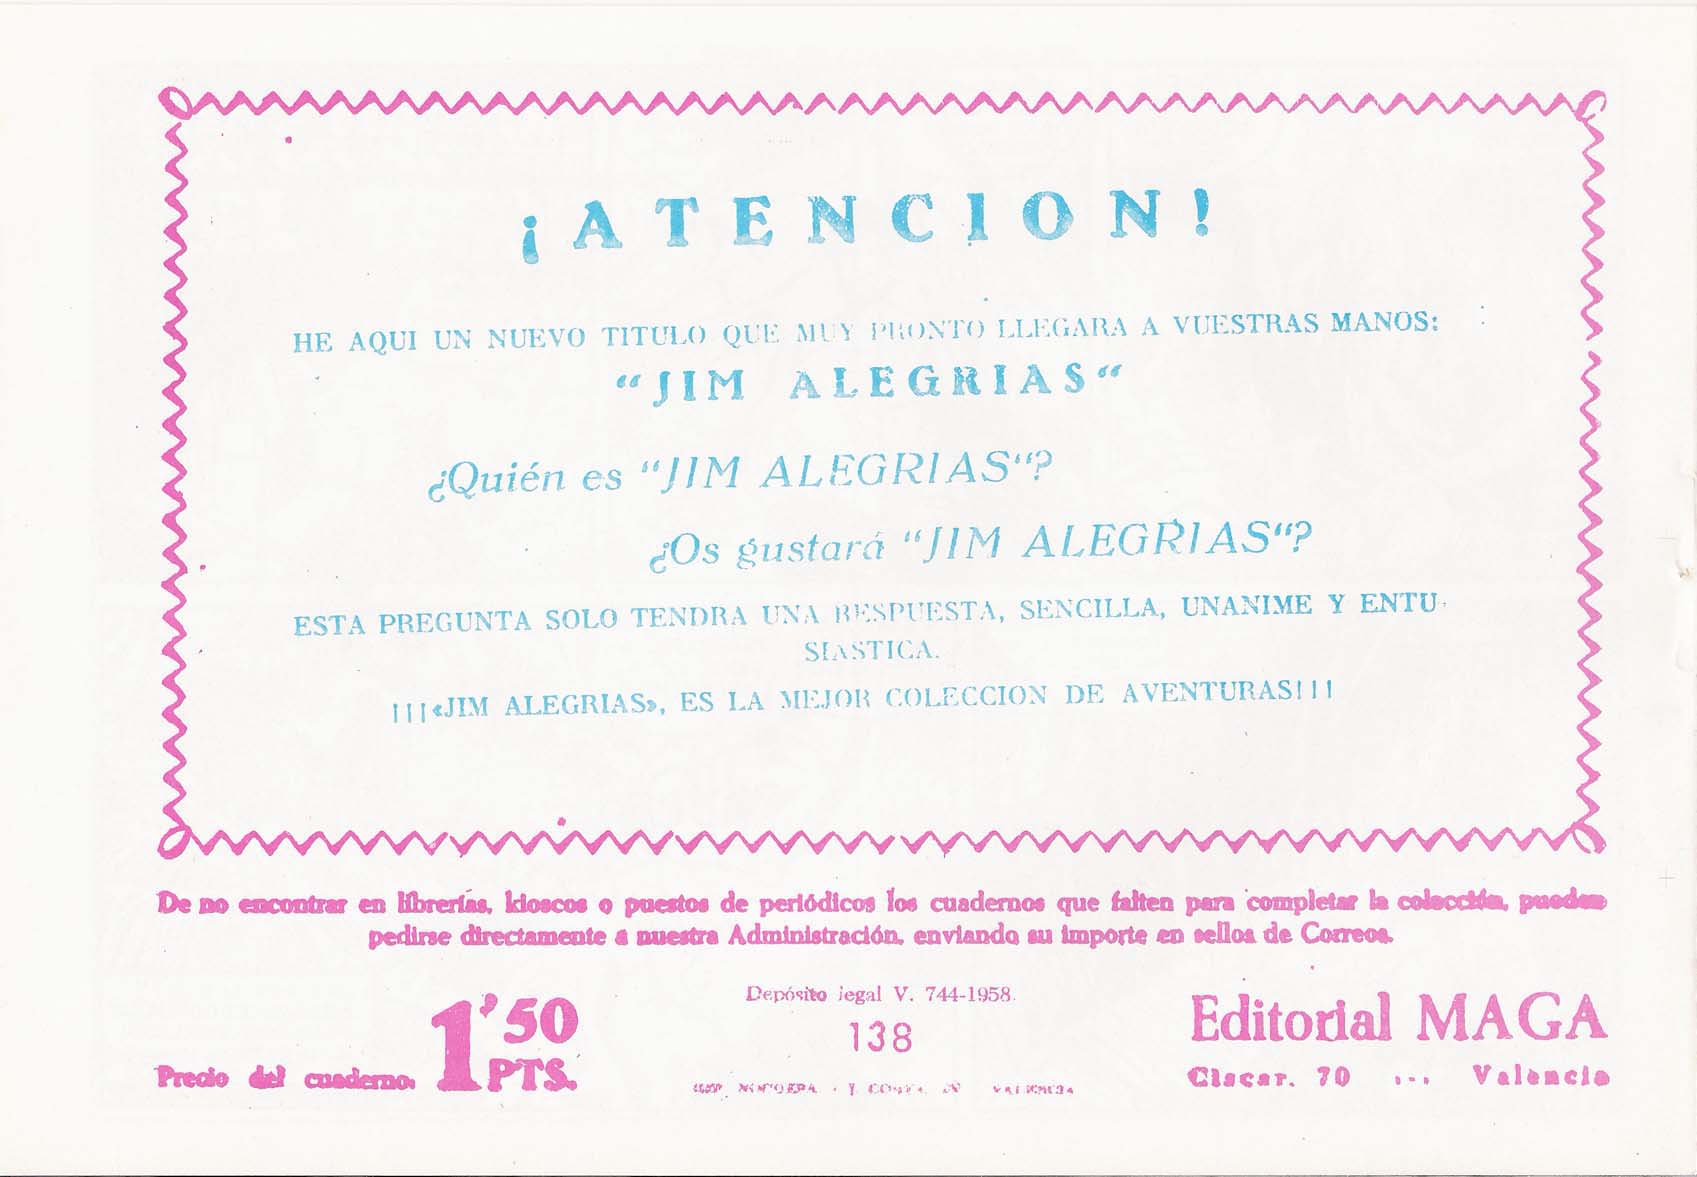 ¡ATENCION!
HE AQUI UN NUEVO TITULO QUE MUY PRONTO LLEGARA A VUESTRAS MANOS:
“JIM ALEGRIAS“
¿Quién es “JIM ALEGRIAS“?
¿Os gustará “JIM ALEGRIAS“?
ESTA PREGUNTA SOLO TENDRA UNA RESPUESTA, SENCILLA, UNANIME Y ENTU-
SIASTICA.
¡¡¡«JIM ALEGRIAS», ES LA MEJOR COLECCION DE AVENTURAS!!!
De no encontrar en librerías, kioscos o puestos de periódicos los cuadernos que falten para completar la colección, pueden
pedirse directamente a nuestra Administración, enviando su importe en sellos de Correos.
Depósito legal V. 744-1958.
138
Precio del cuaderno, 1’50 PTS.
Editorial MAGA
Ciscar, 70 --- Valencia
IMP. VALENCIA